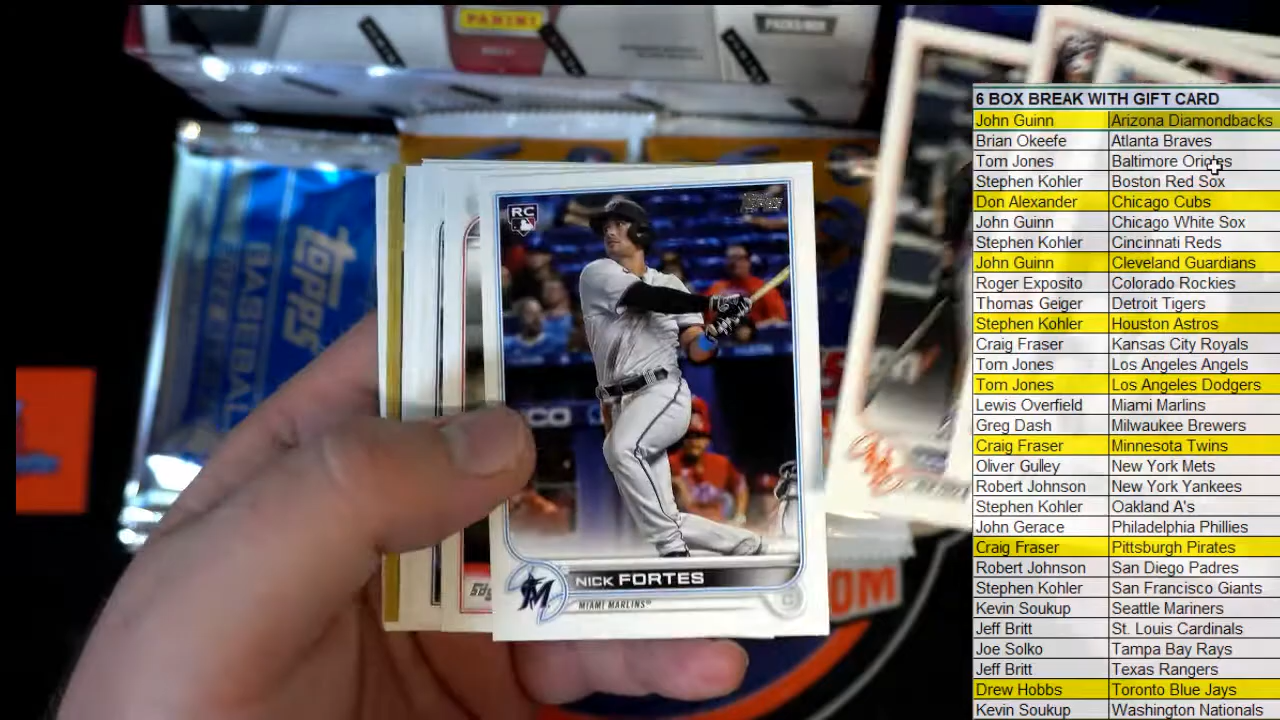 PANINI
PACKS/BOX
Topps
BASEBALL
RC
Topps
CO
NICK FORTES
MIAMI MARLINS
C
OM
6 BOX BREAK WITH GIFT CARD
John Guinn Arizona Diamondbacks
Brian Okeefe Atlanta Braves
Tom Jones Baltimore Orioles
Stephen Kohler Boston Red Sox
Don Alexander Chicago Cubs
John Guinn Chicago White Sox
Stephen Kohler Cincinnati Reds
John Guinn Cleveland Guardians
Roger Exposito Colorado Rockies
Thomas Geiger Detroit Tigers
Stephen Kohler Houston Astros
Craig Fraser Kansas City Royals
Tom Jones Los Angeles Angels
Tom Jones Los Angeles Dodgers
Lewis Overfield Miami Marlins
Greg Dash Milwaukee Brewers
Craig Fraser Minnesota Twins
Oliver Gulley New York Mets
Robert Johnson New York Yankees
Stephen Kohler Oakland A's
John Gerace Philadelphia Phillies
Craig Fraser Pittsburgh Pirates
Robert Johnson San Diego Padres
Stephen Kohler San Francisco Giants
Kevin Soukup Seattle Mariners
Jeff Britt St. Louis Cardinals
Joe Solko Tampa Bay Rays
Jeff Britt Texas Rangers
Drew Hobbs Toronto Blue Jays
Kevin Soukup Washington Nationals